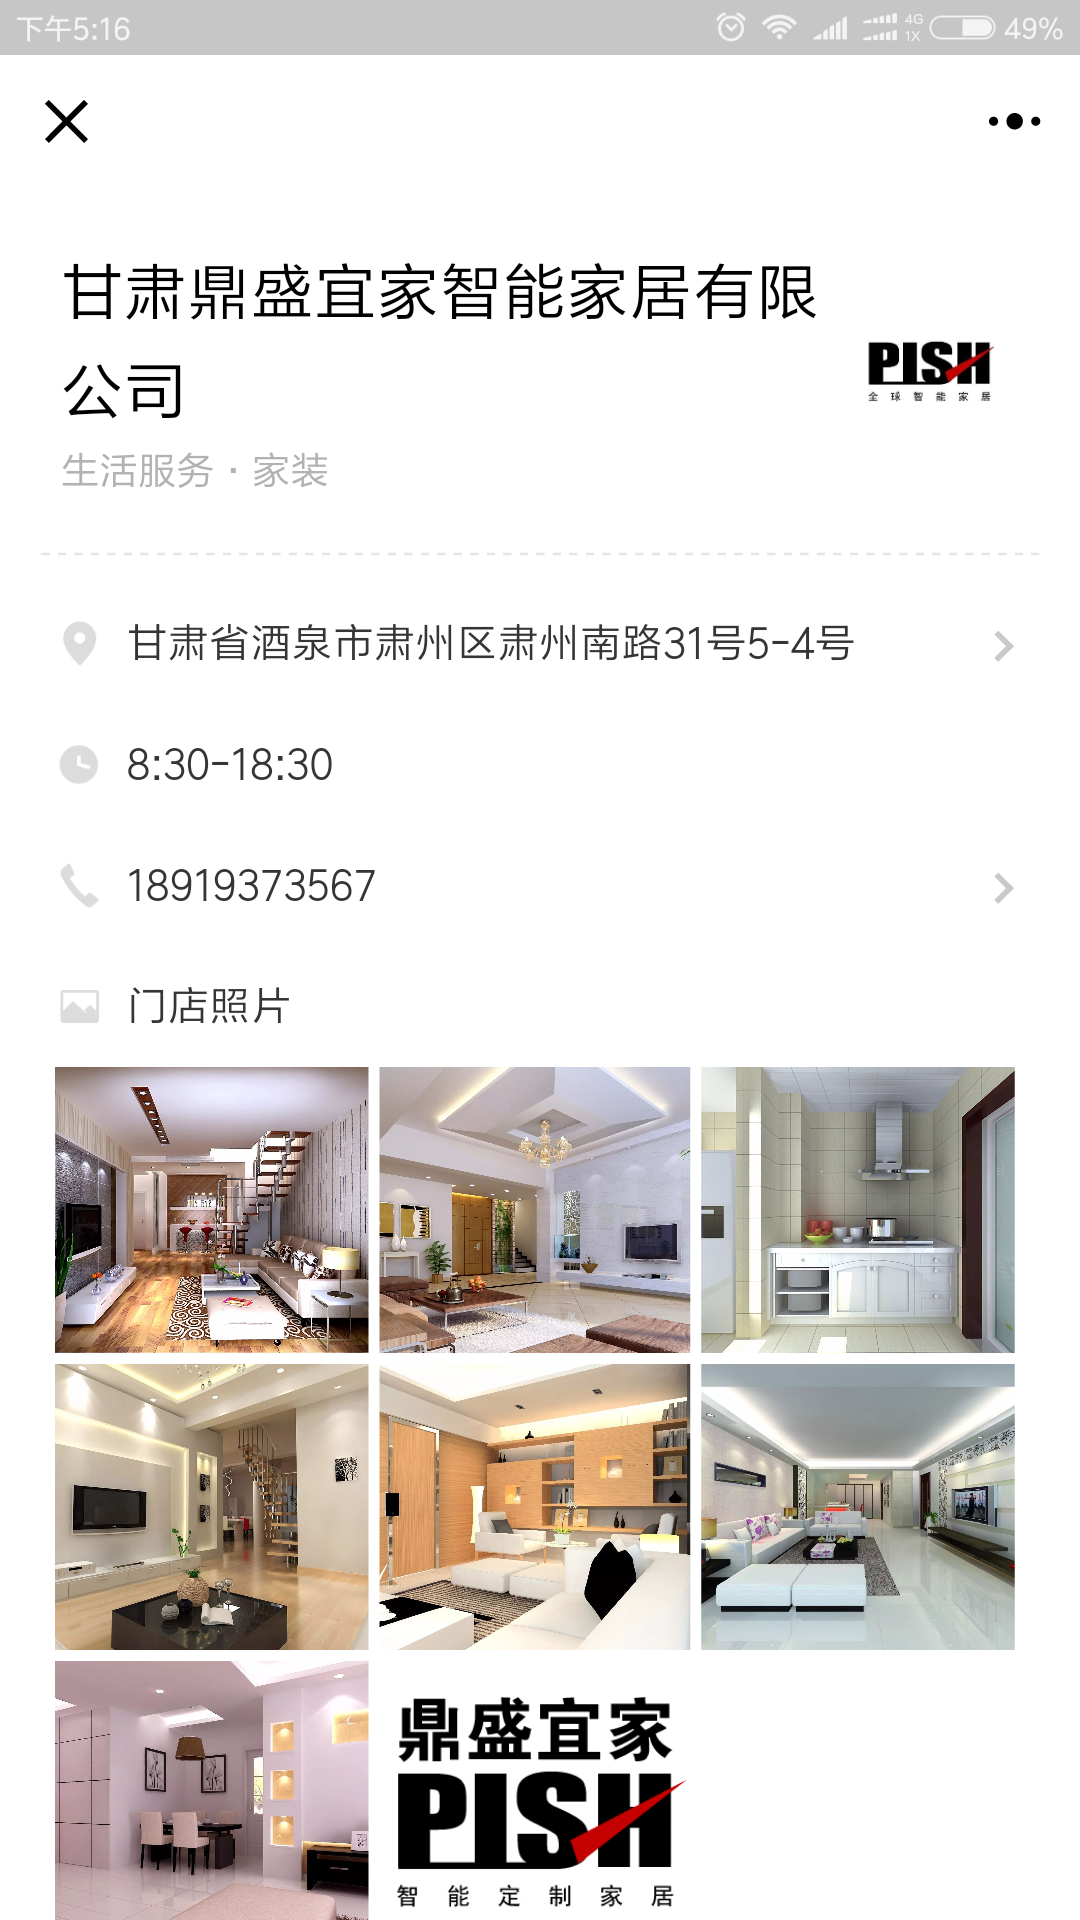 下午5:16
4G
1X
49%
甘肃鼎盛宜家智能家居有限
公司
PISH
全球智能家居
生活服务·家装
甘肃省酒泉市肃州区肃州南路31号5-4号
8:30-18:30
18919373567
门店照片
鼎盛宜家
PISH
智能定制家居